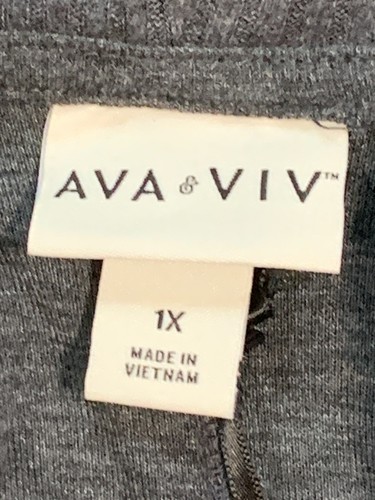 AVA & VIV™
1X
MADE IN
VIETNAM